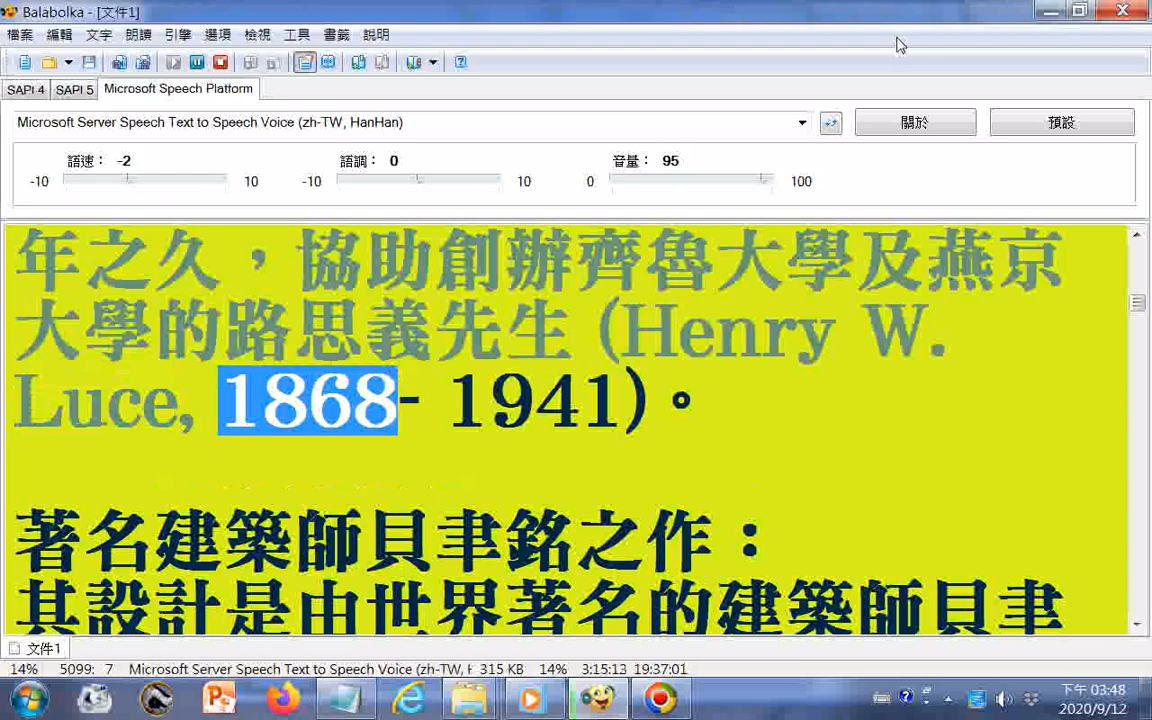 Balabolka - [文件1]
檔案 編輯 文字 朗讀 引擎 選項 檢視 工具 書籤 說明
SAPI 4 SAPI 5 Microsoft Speech Platform
Microsoft Server Speech Text to Speech Voice (zh-TW, HanHan) 關於 預設
語速： -2 語調： 0 音量： 95
-10 10 -10 10 0 100
年之久，協助創辦齊魯大學及燕京
大學的路思義先生 (Henry W.
Luce, 1868- 1941)。
著名建築師貝聿銘之作：
其設計是由世界著名的建築師貝聿
文件1
14% 5099: 7 Microsoft Server Speech Text to Speech Voice (zh-TW, H 315 KB 14% 3:15:13 19:37:01
下午 03:48
2020/9/12